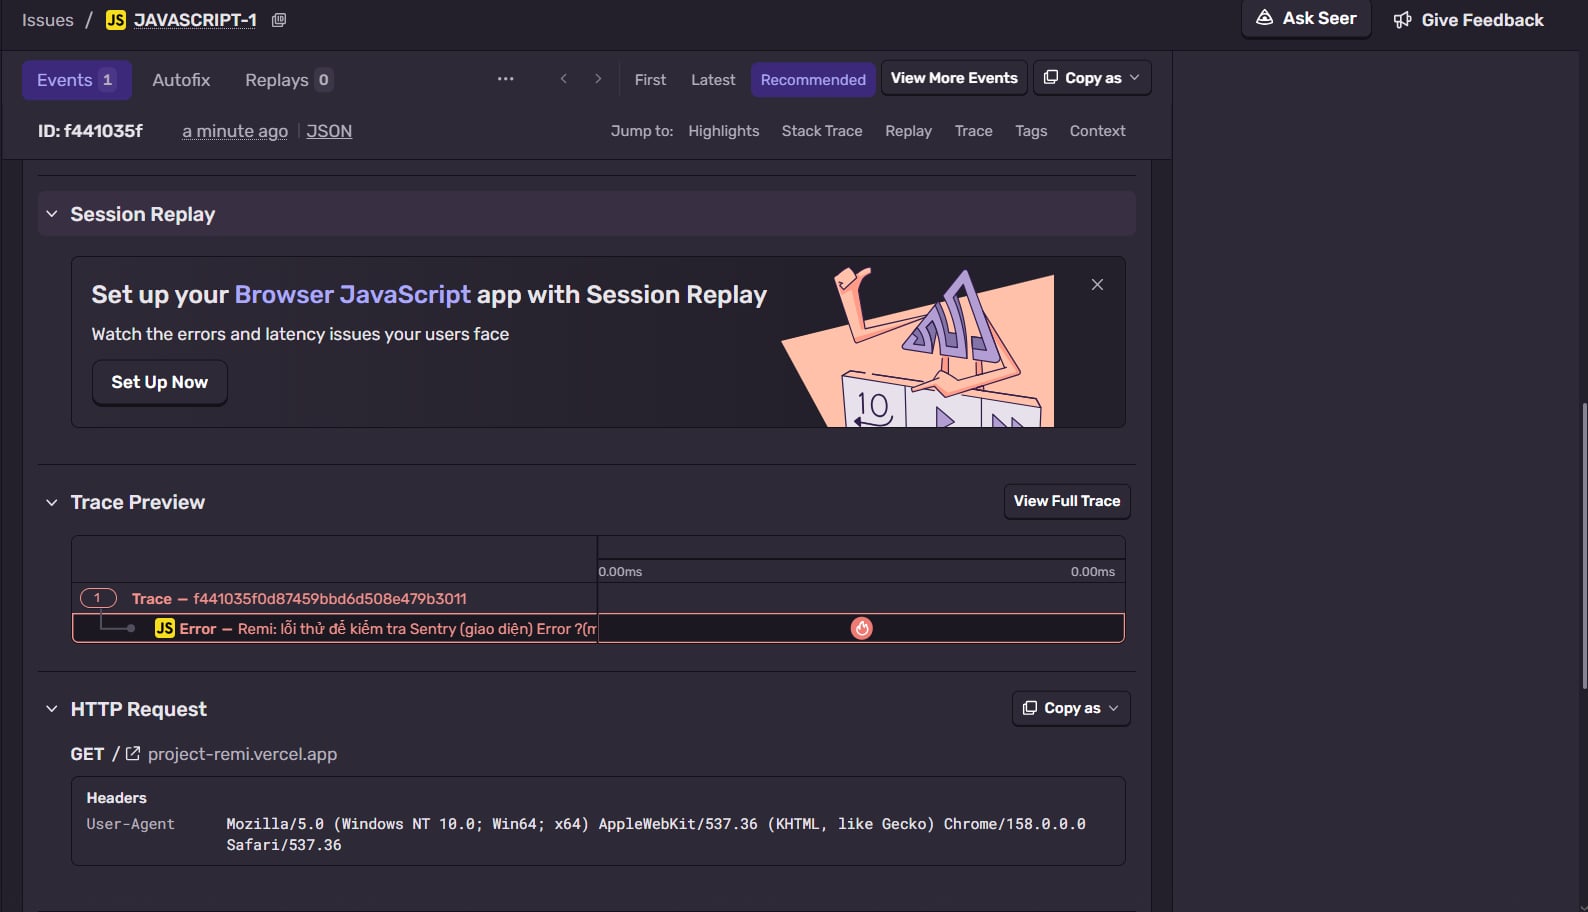 Issues / JS JAVASCRIPT-1
Ask Seer
Give Feedback
Events 1 Autofix Replays 0
First Latest Recommended View More Events Copy as
ID: f441035f a minute ago JSON
Jump to: Highlights Stack Trace Replay Trace Tags Context
Session Replay
Set up your Browser JavaScript app with Session Replay
Watch the errors and latency issues your users face
Set Up Now
10
Trace Preview
View Full Trace
0.00ms 0.00ms
1 Trace — f441035f0d87459bbd6d508e479b3011
JS Error — Remi: lỗi thử để kiểm tra Sentry (giao diện) Error ?(m
HTTP Request
Copy as
GET / project-remi.vercel.app
Headers
User-Agent Mozilla/5.0 (Windows NT 10.0; Win64; x64) AppleWebKit/537.36 (KHTML, like Gecko) Chrome/158.0.0.0
Safari/537.36